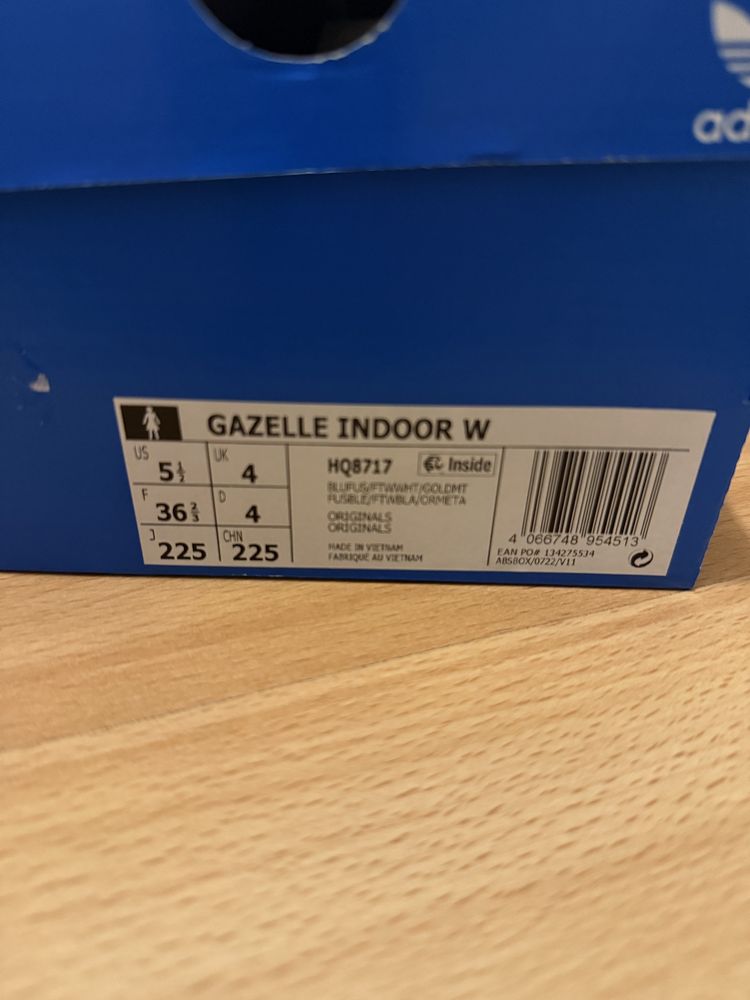 ad
GAZELLE INDOOR W
US 5½ UK 4
F 36⅔ D 4
J 225 CHN 225
HQ8717 Inside
BLUFUS/FTWWHT/GOLDMT
FUSBLE/FTWBLA/ORMETA
ORIGINALS
ORIGINALS
MADE IN VIETNAM
FABRIQUÉ AU VIETNAM
4 066748 954513
EAN PO# 134275534
ABSBOX/0722/V11